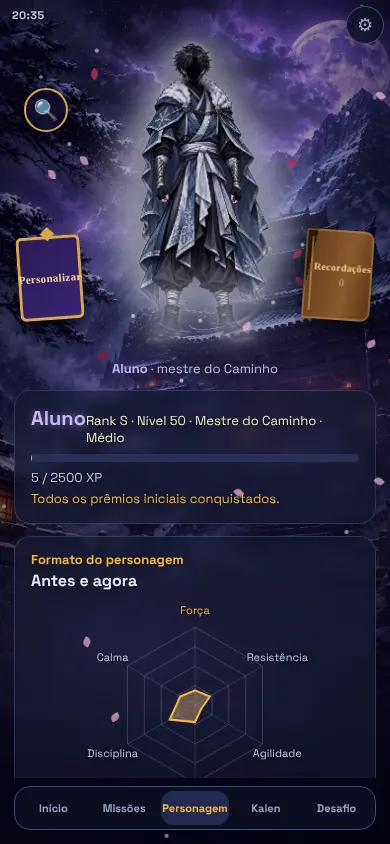 20:35
Personalizar
Recordações
0
Aluno · mestre do Caminho
Aluno Rank S · Nível 50 · Mestre do Caminho ·
Médio
5 / 2500 XP
Todos os prêmios iniciais conquistados.
Formato do personagem
Antes e agora
Força
Calma
Resistência
Disciplina
Agilidade
Início
Missões
Personagem
Kaien
Desafio